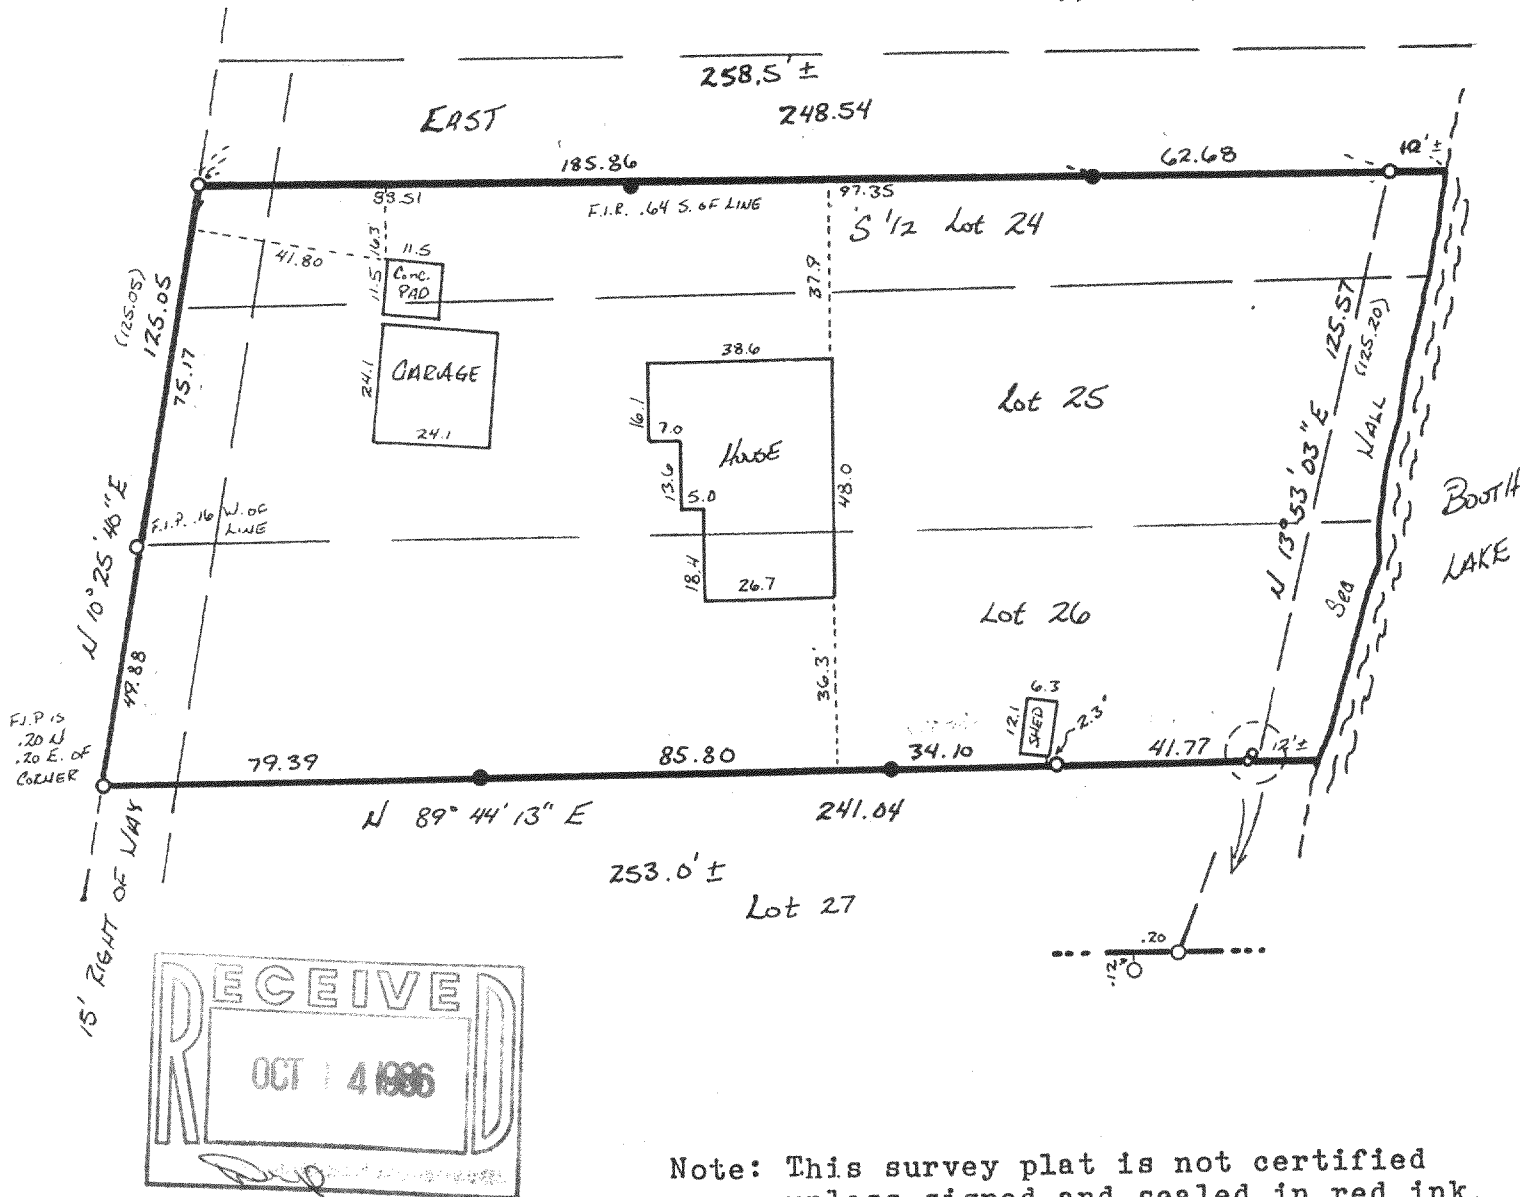 258.5' ±
EAST 248.54
185.86 62.68 12' ±
93.51 97.35
F.I.R. .64 S. OF LINE
S 1/2 Lot 24
16.3' 11.5
41.80
11.5 Conc.
PAD
37.9
(125.05)
125.05
75.17
GARAGE
24.1
24.1
38.6
16.1
7.0
HOUSE
13.6
5.0
48.0
18.4
26.7
Lot 25
125.57
(125.20)
N 13° 53' 03" E
SEA WALL
BOOTH
LAKE
F.I.P. .16 W. OF
LINE
N 10° 25' 40" E
49.88
Lot 26
36.3'
6.3
12.1
SHED
2.3'
F.I.P IS
.20 N
.20 E. OF
CORNER
79.39 85.80 34.10 41.77 12' ±
N 89° 44' 13" E 241.04
253.0' ±
Lot 27
15' RIGHT OF WAY
.20
.12
RECEIVED
OCT 14 1986
Note: This survey plat is not certified
unless signed and sealed in red ink.